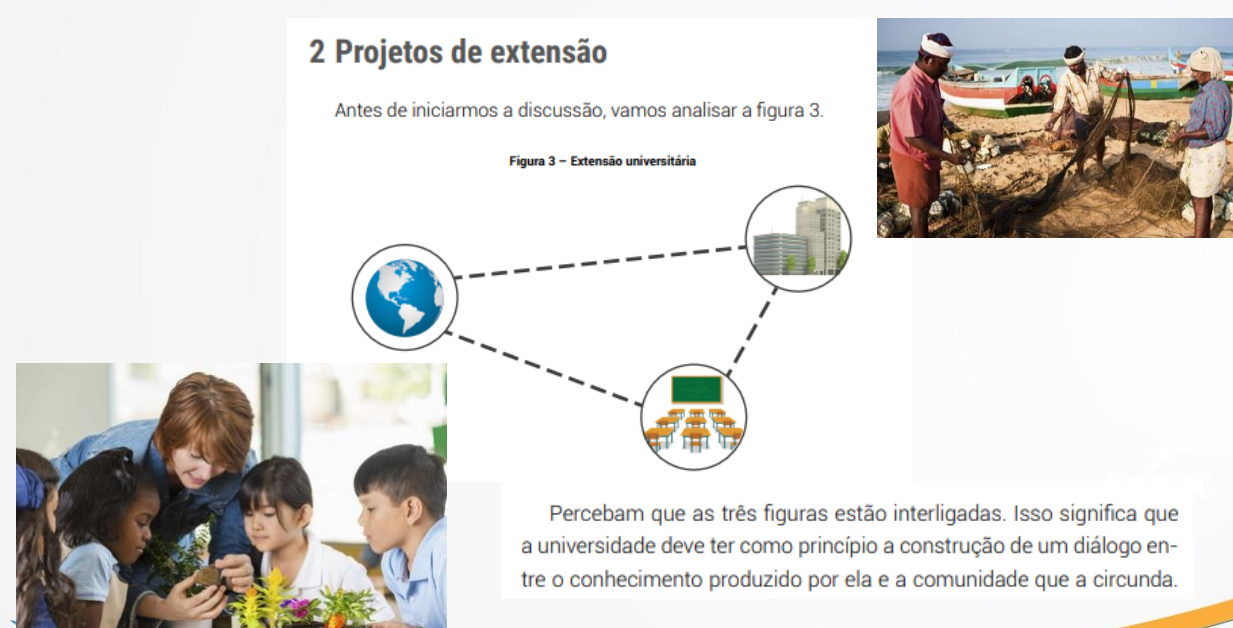 2 Projetos de extensão
Antes de iniciarmos a discussão, vamos analisar a figura 3.
Figura 3 – Extensão universitária
Percebam que as três figuras estão interligadas. Isso significa que
a universidade deve ter como princípio a construção de um diálogo en-
tre o conhecimento produzido por ela e a comunidade que a circunda.